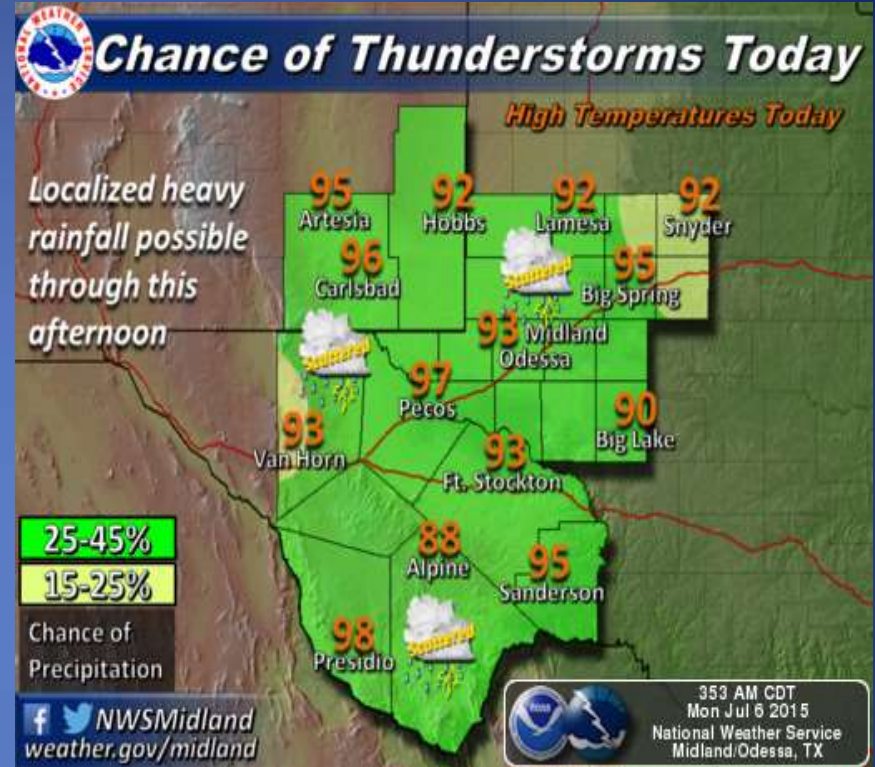 NATIONAL WEATHER SERVICE
Chance of Thunderstorms Today
High Temperatures Today
Localized heavy
rainfall possible
through this
afternoon
95
Artesia
92
Hobbs
92
Lamesa
92
Snyder
96
Carlsbad
Scattered
95
Big Spring
Scattered
93 Midland
Odessa
97
Pecos
90
Big Lake
93
Van Horn
93
Ft. Stockton
88
Alpine
95
Sanderson
98
Presidio
Scattered
25-45%
15-25%
Chance of
Precipitation
NWSMidland
weather.gov/midland
353 AM CDT
Mon Jul 6 2015
National Weather Service
Midland/Odessa, TX